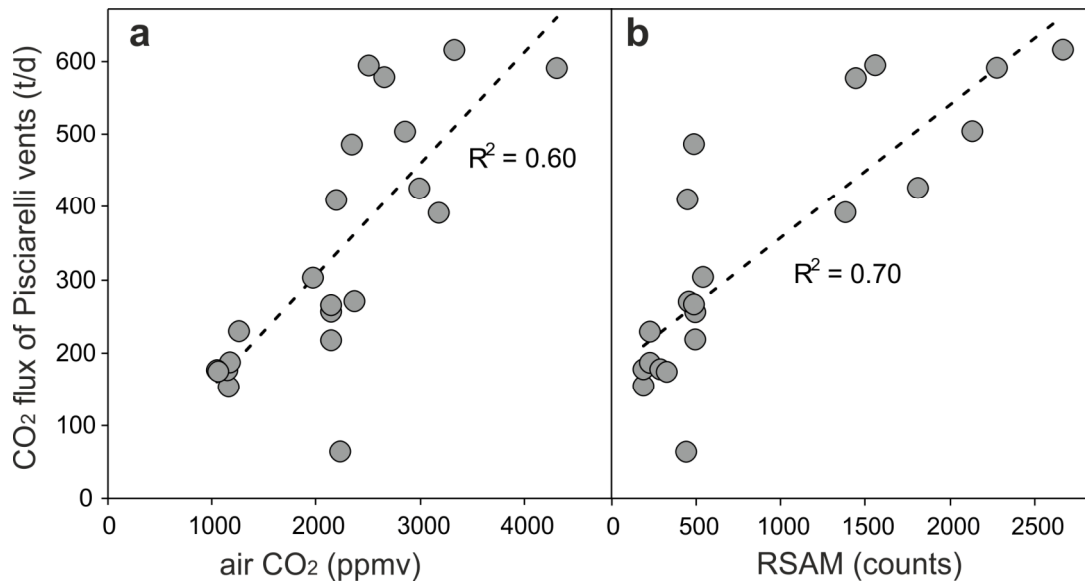 a
b
CO₂ flux of Pisciarelli vents (t/d)
600
500
400
300
200
100
0
R² = 0.60
R² = 0.70
0 1000 2000 3000 4000
0 500 1000 1500 2000 2500
air CO₂ (ppmv)
RSAM (counts)